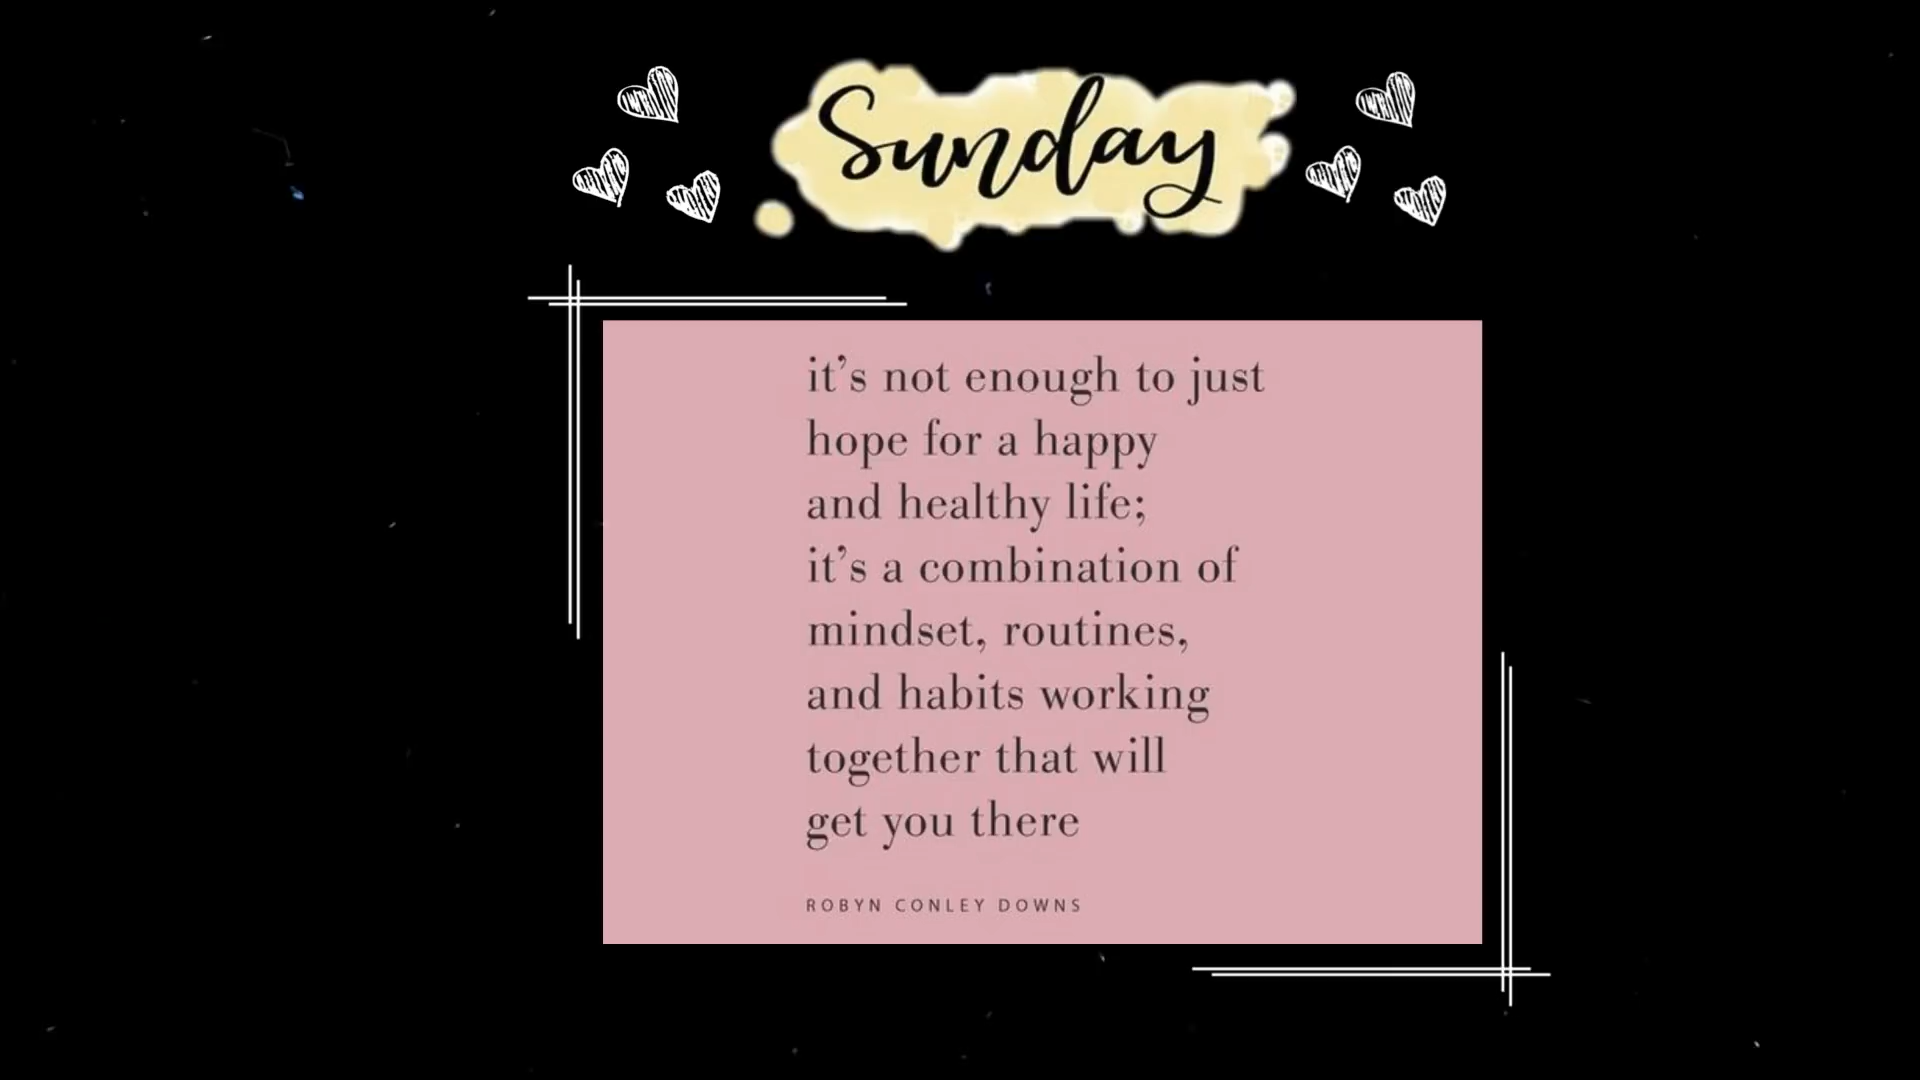 Sunday
it’s not enough to just
hope for a happy
and healthy life;
it’s a combination of
mindset, routines,
and habits working
together that will
get you there
ROBYN CONLEY DOWNS